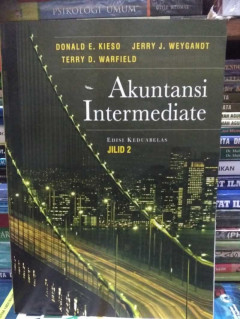 PSIKOLOGI UMUM
DONALD E. KIESO JERRY J. WEYGANDT
TERRY D. WARFIELD
Akuntansi
Intermediate
EDISI KEDUABELAS
JILID 2